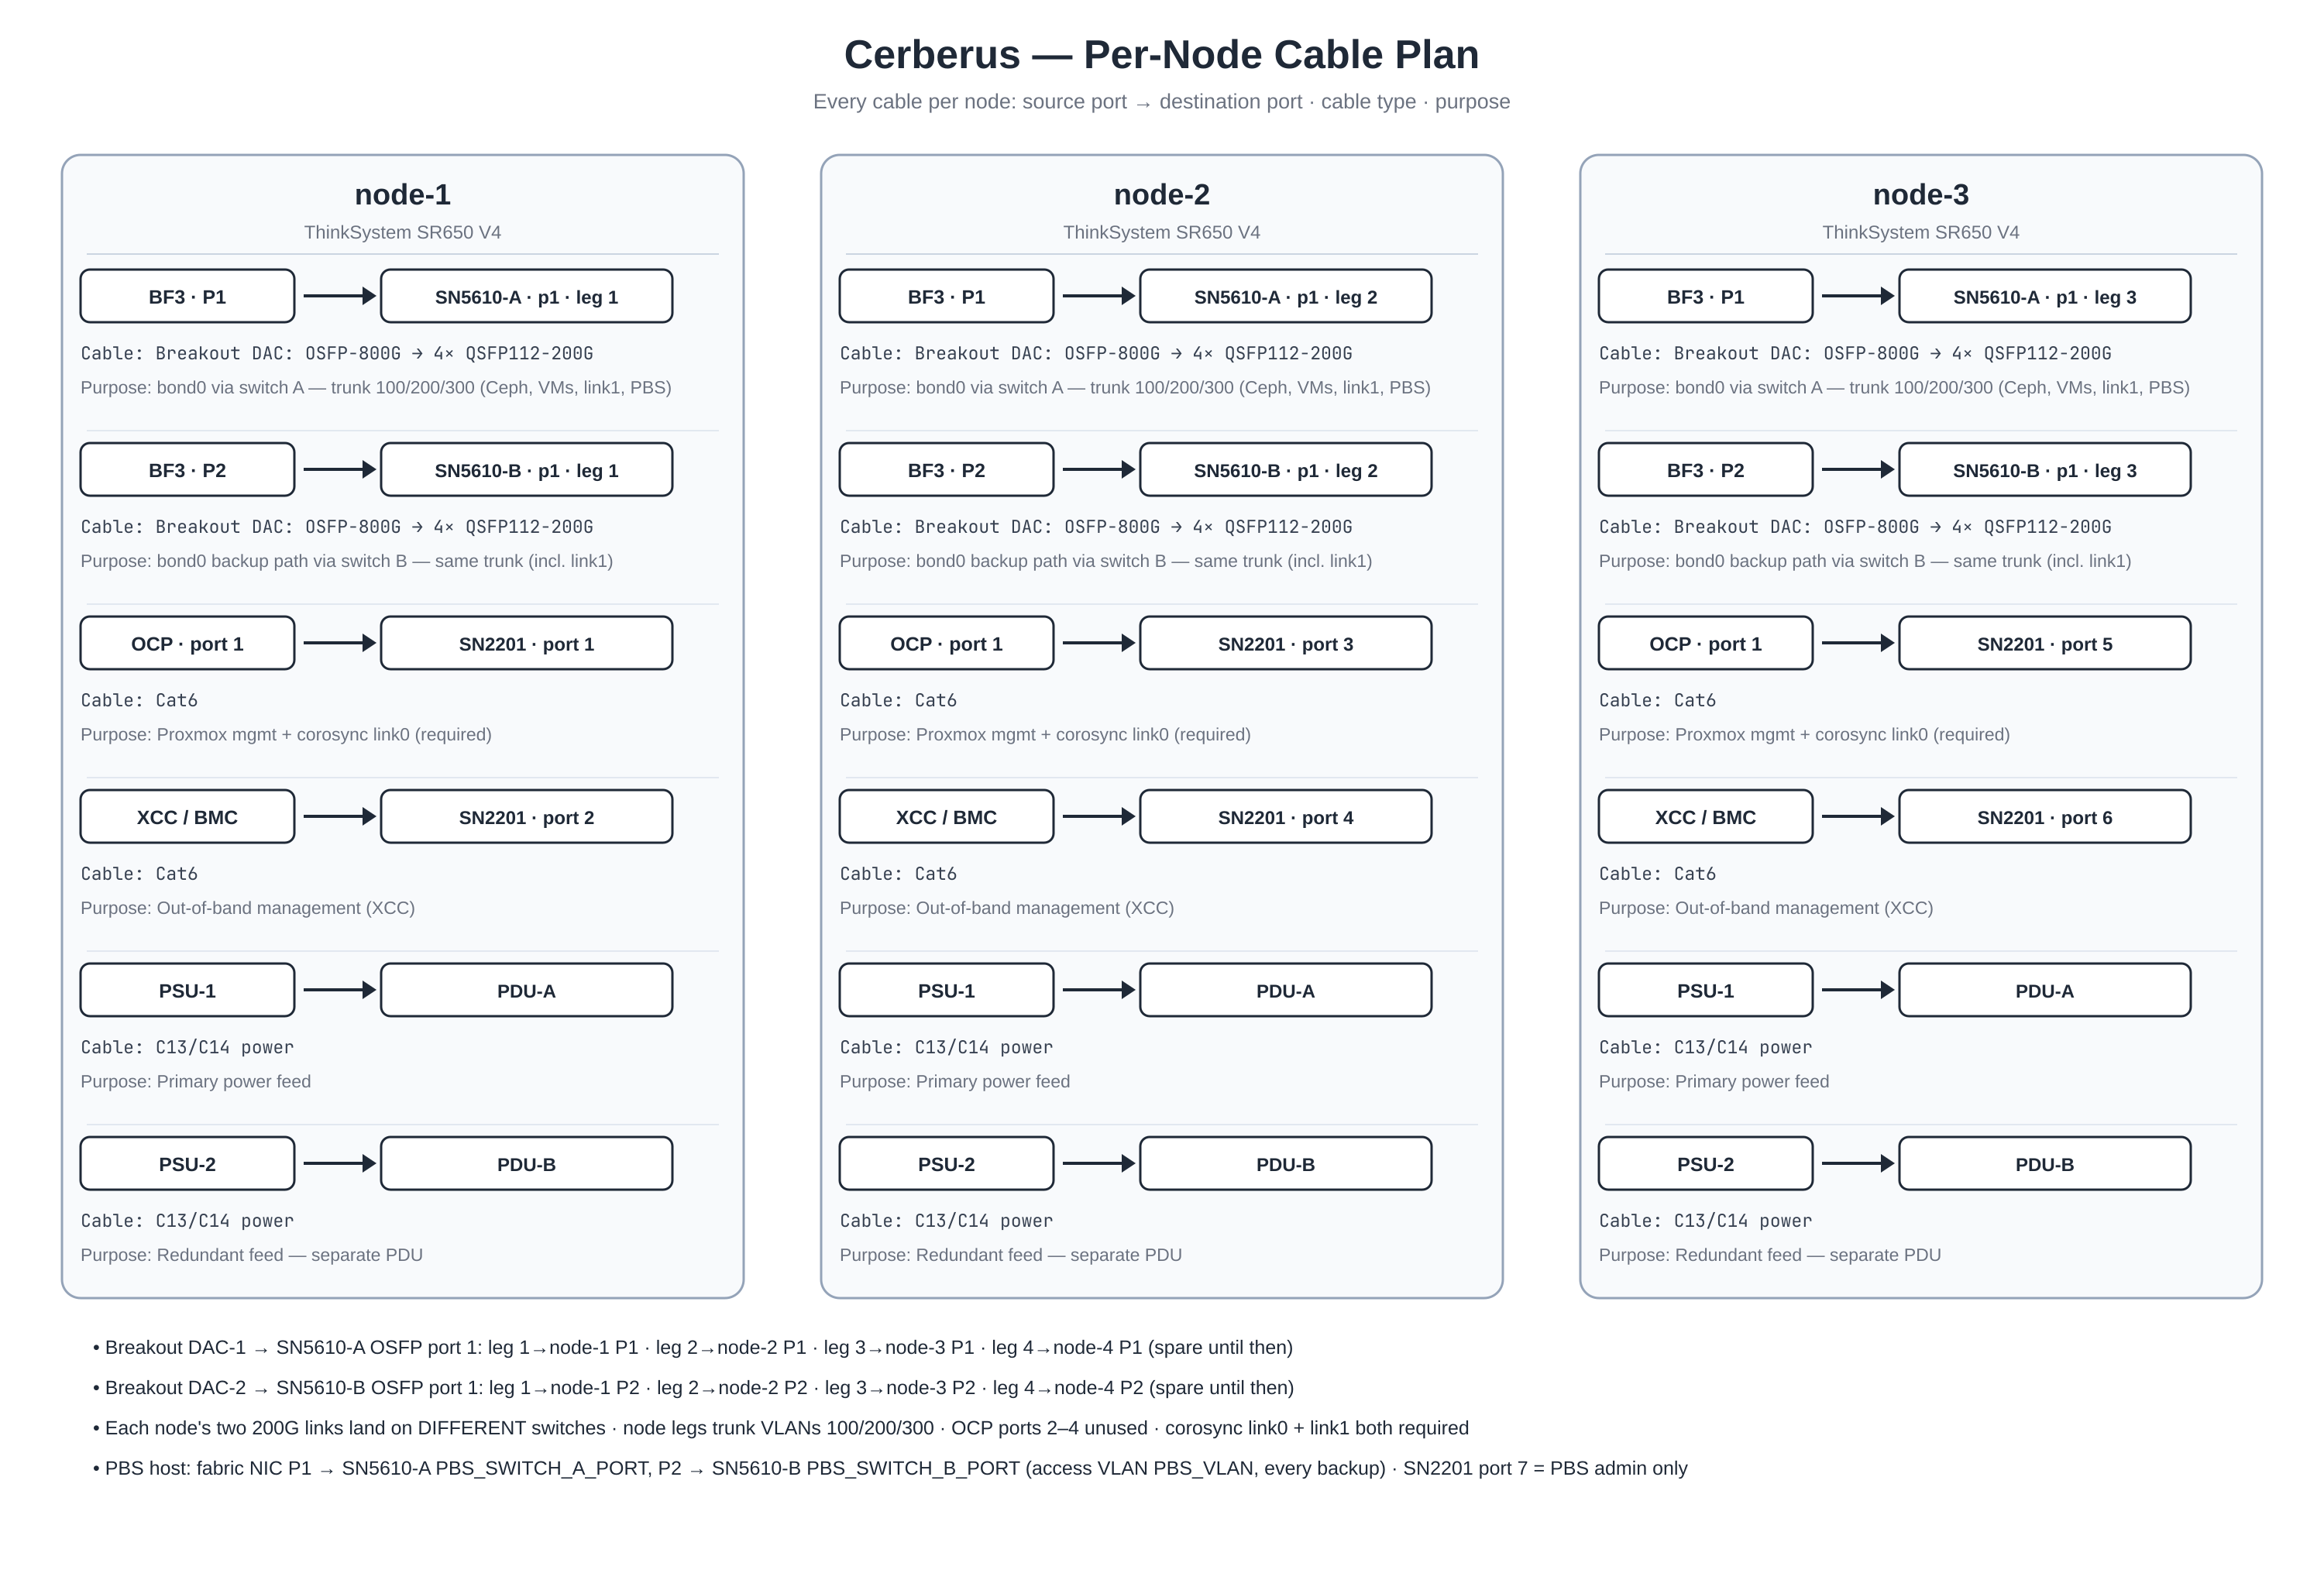 Cerberus — Per-Node Cable Plan
Every cable per node: source port → destination port · cable type · purpose
node-1
ThinkSystem SR650 V4
BF3 · P1
SN5610-A · p1 · leg 1
Cable: Breakout DAC: OSFP-800G → 4× QSFP112-200G
Purpose: bond0 via switch A — trunk 100/200/300 (Ceph, VMs, link1, PBS)
BF3 · P2
SN5610-B · p1 · leg 1
Cable: Breakout DAC: OSFP-800G → 4× QSFP112-200G
Purpose: bond0 backup path via switch B — same trunk (incl. link1)
OCP · port 1
SN2201 · port 1
Cable: Cat6
Purpose: Proxmox mgmt + corosync link0 (required)
XCC / BMC
SN2201 · port 2
Cable: Cat6
Purpose: Out-of-band management (XCC)
PSU-1
PDU-A
Cable: C13/C14 power
Purpose: Primary power feed
PSU-2
PDU-B
Cable: C13/C14 power
Purpose: Redundant feed — separate PDU
node-2
ThinkSystem SR650 V4
BF3 · P1
SN5610-A · p1 · leg 2
Cable: Breakout DAC: OSFP-800G → 4× QSFP112-200G
Purpose: bond0 via switch A — trunk 100/200/300 (Ceph, VMs, link1, PBS)
BF3 · P2
SN5610-B · p1 · leg 2
Cable: Breakout DAC: OSFP-800G → 4× QSFP112-200G
Purpose: bond0 backup path via switch B — same trunk (incl. link1)
OCP · port 1
SN2201 · port 3
Cable: Cat6
Purpose: Proxmox mgmt + corosync link0 (required)
XCC / BMC
SN2201 · port 4
Cable: Cat6
Purpose: Out-of-band management (XCC)
PSU-1
PDU-A
Cable: C13/C14 power
Purpose: Primary power feed
PSU-2
PDU-B
Cable: C13/C14 power
Purpose: Redundant feed — separate PDU
node-3
ThinkSystem SR650 V4
BF3 · P1
SN5610-A · p1 · leg 3
Cable: Breakout DAC: OSFP-800G → 4× QSFP112-200G
Purpose: bond0 via switch A — trunk 100/200/300 (Ceph, VMs, link1, PBS)
BF3 · P2
SN5610-B · p1 · leg 3
Cable: Breakout DAC: OSFP-800G → 4× QSFP112-200G
Purpose: bond0 backup path via switch B — same trunk (incl. link1)
OCP · port 1
SN2201 · port 5
Cable: Cat6
Purpose: Proxmox mgmt + corosync link0 (required)
XCC / BMC
SN2201 · port 6
Cable: Cat6
Purpose: Out-of-band management (XCC)
PSU-1
PDU-A
Cable: C13/C14 power
Purpose: Primary power feed
PSU-2
PDU-B
Cable: C13/C14 power
Purpose: Redundant feed — separate PDU
• Breakout DAC-1 → SN5610-A OSFP port 1: leg 1→node-1 P1 · leg 2→node-2 P1 · leg 3→node-3 P1 · leg 4→node-4 P1 (spare until then)
• Breakout DAC-2 → SN5610-B OSFP port 1: leg 1→node-1 P2 · leg 2→node-2 P2 · leg 3→node-3 P2 · leg 4→node-4 P2 (spare until then)
• Each node's two 200G links land on DIFFERENT switches · node legs trunk VLANs 100/200/300 · OCP ports 2–4 unused · corosync link0 + link1 both required
• PBS host: fabric NIC P1 → SN5610-A PBS_SWITCH_A_PORT, P2 → SN5610-B PBS_SWITCH_B_PORT (access VLAN PBS_VLAN, every backup) · SN2201 port 7 = PBS admin only